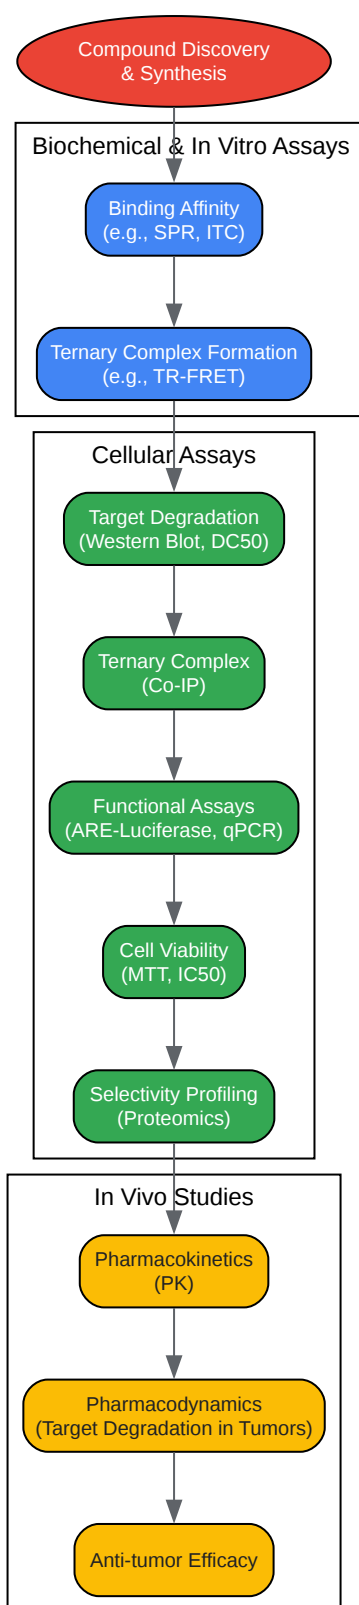 Compound Discovery
& Synthesis
Biochemical & In Vitro Assays
Binding Affinity
(e.g., SPR, ITC)
Ternary Complex Formation
(e.g., TR-FRET)
Cellular Assays
Target Degradation
(Western Blot, DC50)
Ternary Complex
(Co-IP)
Functional Assays
(ARE-Luciferase, qPCR)
Cell Viability
(MTT, IC50)
Selectivity Profiling
(Proteomics)
In Vivo Studies
Pharmacokinetics
(PK)
Pharmacodynamics
(Target Degradation in Tumors)
Anti-tumor Efficacy